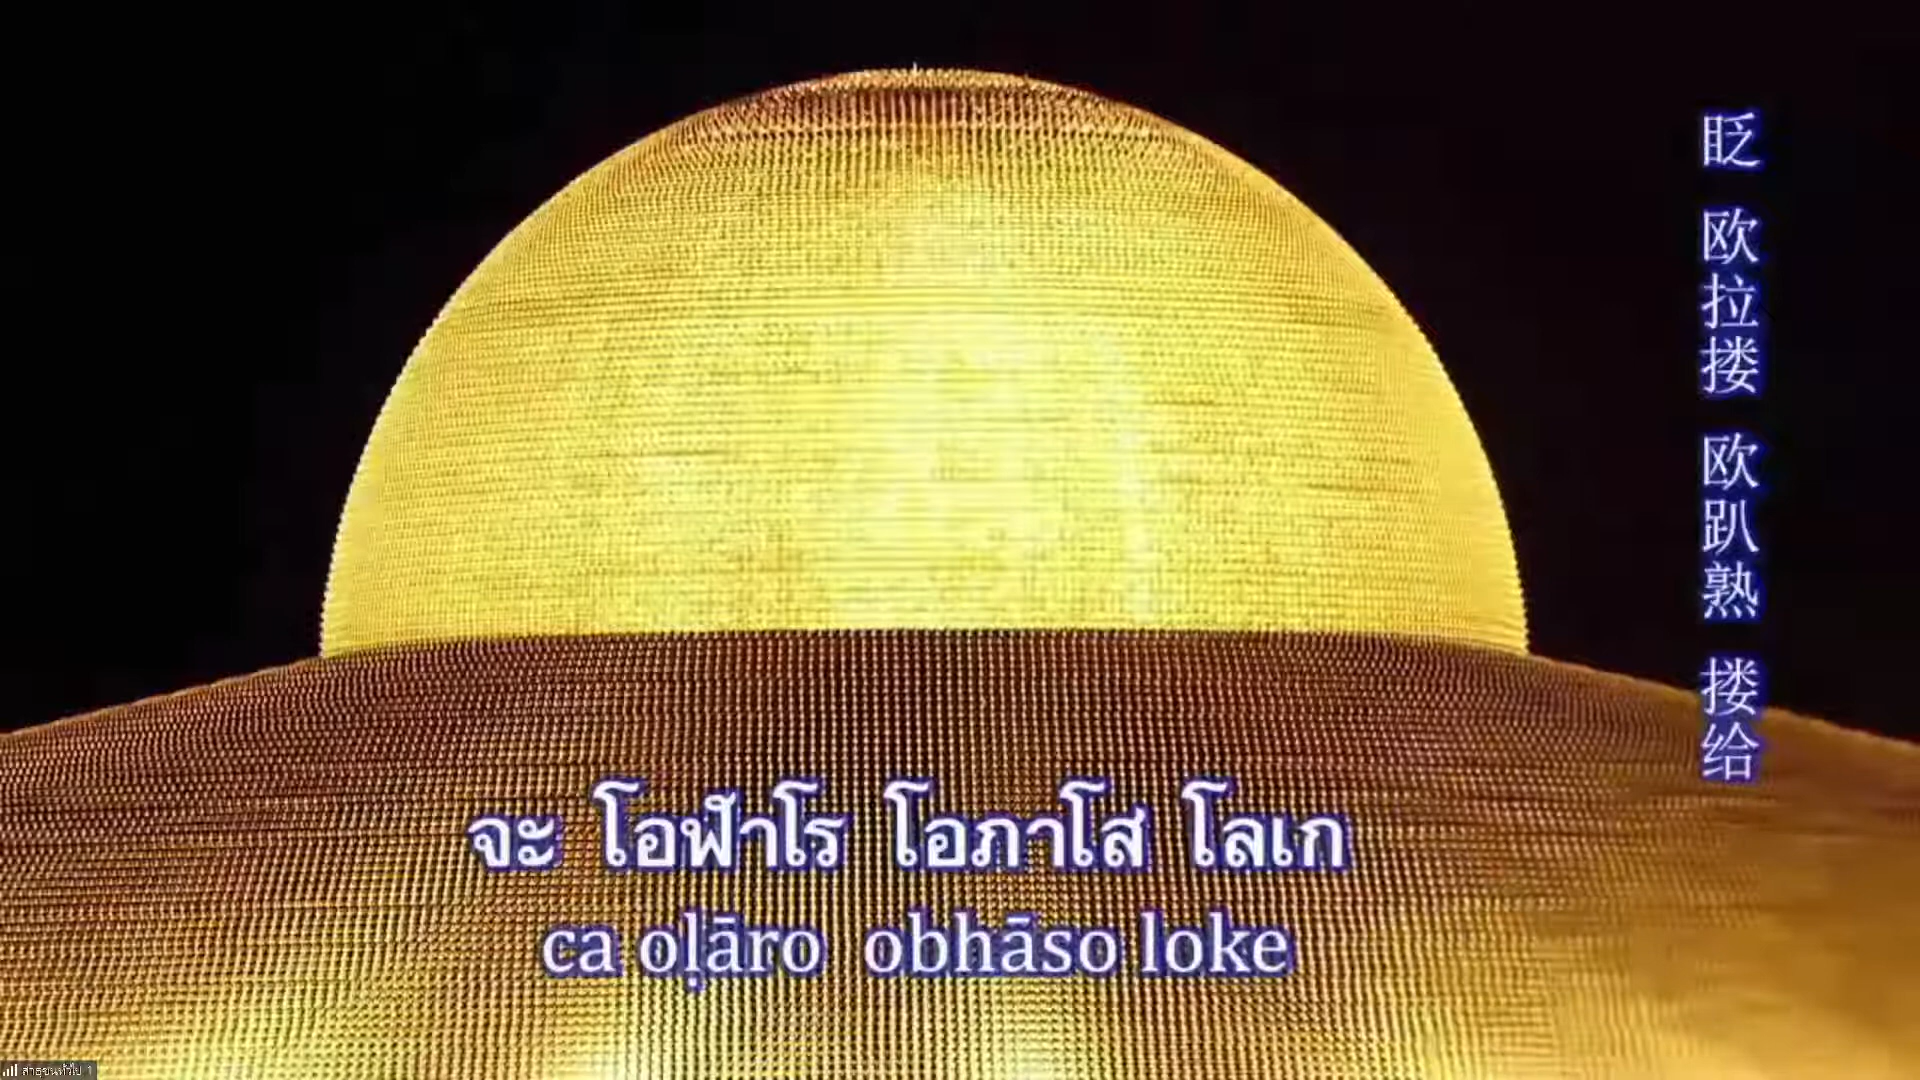 眨 欧拉搂 欧趴熟 搂给
จะ โอฬาโร โอภาโส โลเก
ca oḷāro obhāso loke